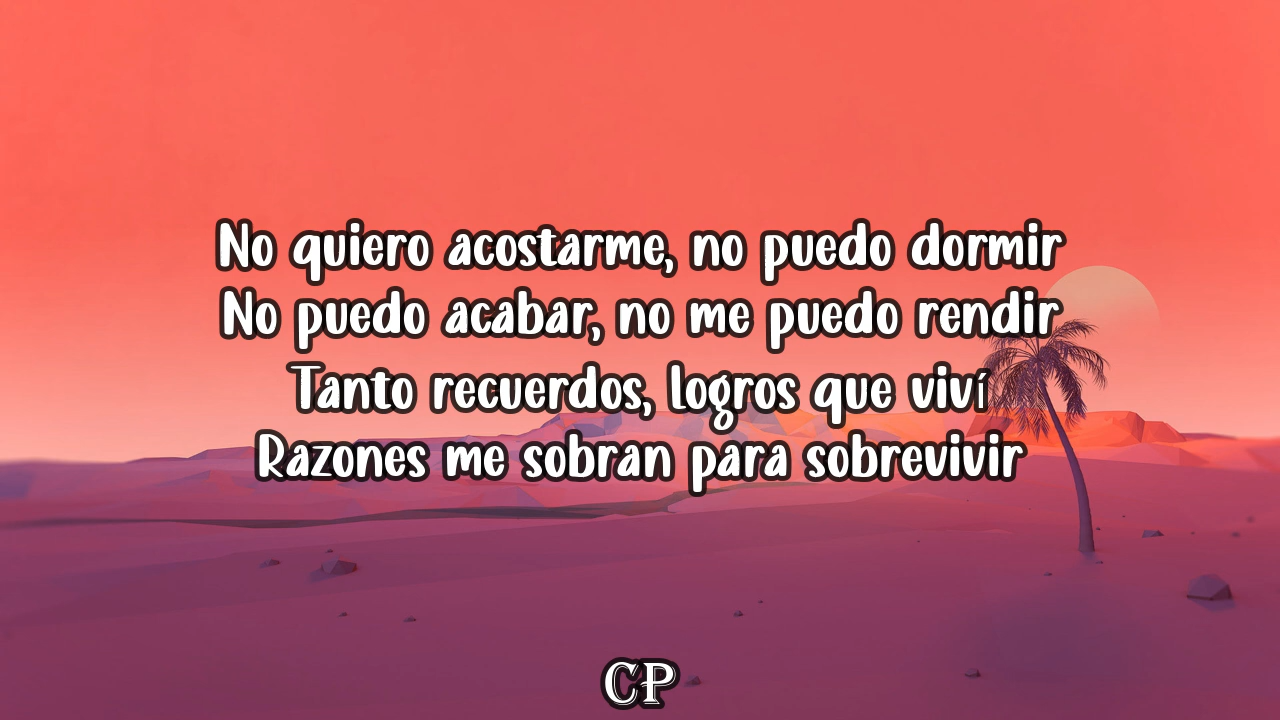 No quiero acostarme, no puedo dormir
No puedo acabar, no me puedo rendir
Tanto recuerdos, logros que viví
Razones me sobran para sobrevivir
CP